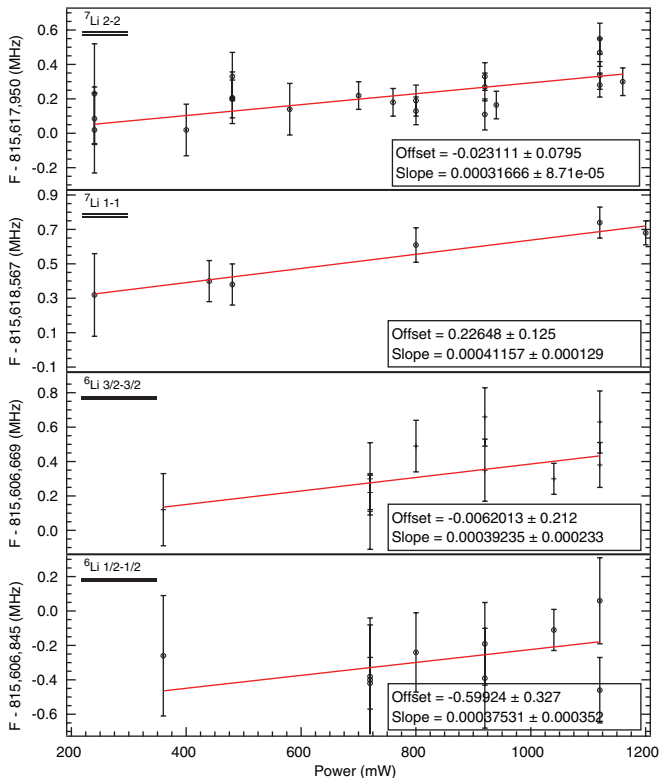 ⁷Li 2-2
0.6
0.4
0.2
0.0
-0.2
F - 815,617,950 (MHz)
Offset = -0.023111 ± 0.0795
Slope = 0.00031666 ± 8.71e-05
⁷Li 1-1
0.9
0.7
0.5
0.3
0.1
-0.1
F - 815,618,567 (MHz)
Offset = 0.22648 ± 0.125
Slope = 0.00041157 ± 0.000129
⁶Li 3/2-3/2
0.8
0.6
0.4
0.2
0.0
F - 815,606,669 (MHz)
Offset = -0.0062013 ± 0.212
Slope = 0.00039235 ± 0.000233
⁶Li 1/2-1/2
0.2
0.0
-0.2
-0.4
-0.6
F - 815,606,845 (MHz)
Offset = -0.59924 ± 0.327
Slope = 0.00037531 ± 0.000352
200 400 600 800 1000 1200
Power (mW)